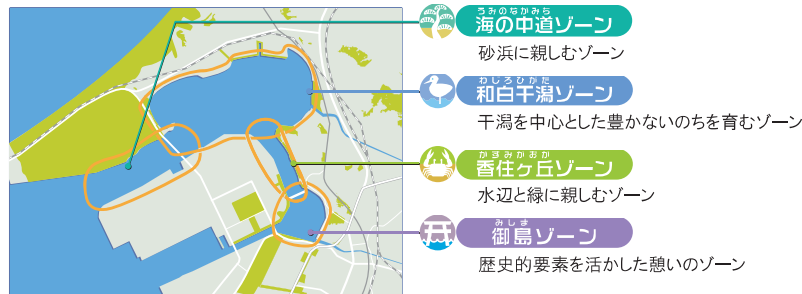 うみのなかみち
海の中道ゾーン
砂浜に親しむゾーン
わじろひがた
和白干潟ゾーン
干潟を中心とした豊かないのちを育むゾーン
かすみがおか
香住ヶ丘ゾーン
水辺と緑に親しむゾーン
みしま
御島ゾーン
歴史的要素を活かした憩いのゾーン